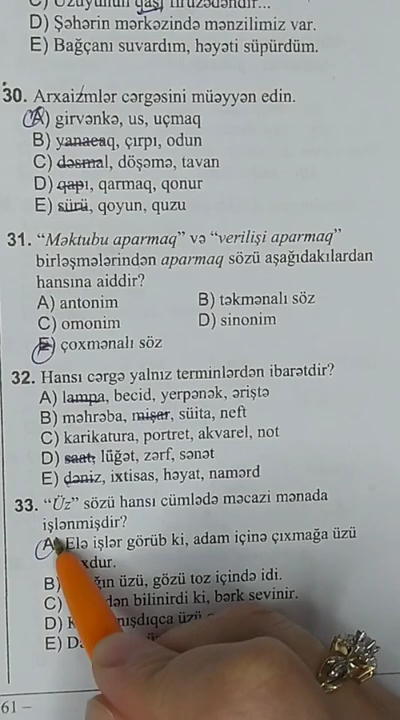 C) Üzüyünün qaşı firuzədəndir...
D) Şəhərin mərkəzində mənzilimiz var.
E) Bağçanı suvardım, həyəti süpürdüm.
30. Arxaizmlər cərgəsini müəyyən edin.
A) girvənkə, us, uçmaq
B) yanacaq, çırpı, odun
C) dəsmal, döşəmə, tavan
D) qapı, qarmaq, qonur
E) sürü, qoyun, quzu
31. “Məktubu aparmaq” və “verilişi aparmaq”
birləşmələrindən aparmaq sözü aşağıdakılardan
hansına aiddir?
A) antonim B) təkmənalı söz
C) omonim D) sinonim
E) çoxmənalı söz
32. Hansı cərgə yalnız terminlərdən ibarətdir?
A) lampa, becid, yerpənək, əriştə
B) məhrəba, mişar, süita, neft
C) karikatura, portret, akvarel, not
D) saat, lüğət, zərf, sənət
E) dəniz, ixtisas, həyat, namərd
33. “Üz” sözü hansı cümlədə məcazi mənada
işlənmişdir?
A) Elə işlər görüb ki, adam içinə çıxmağa üzü
B) üzü, gözü toz içində idi.
C) bilinirdi ki, bərk sevinir.
D) üzü
E)
61 –